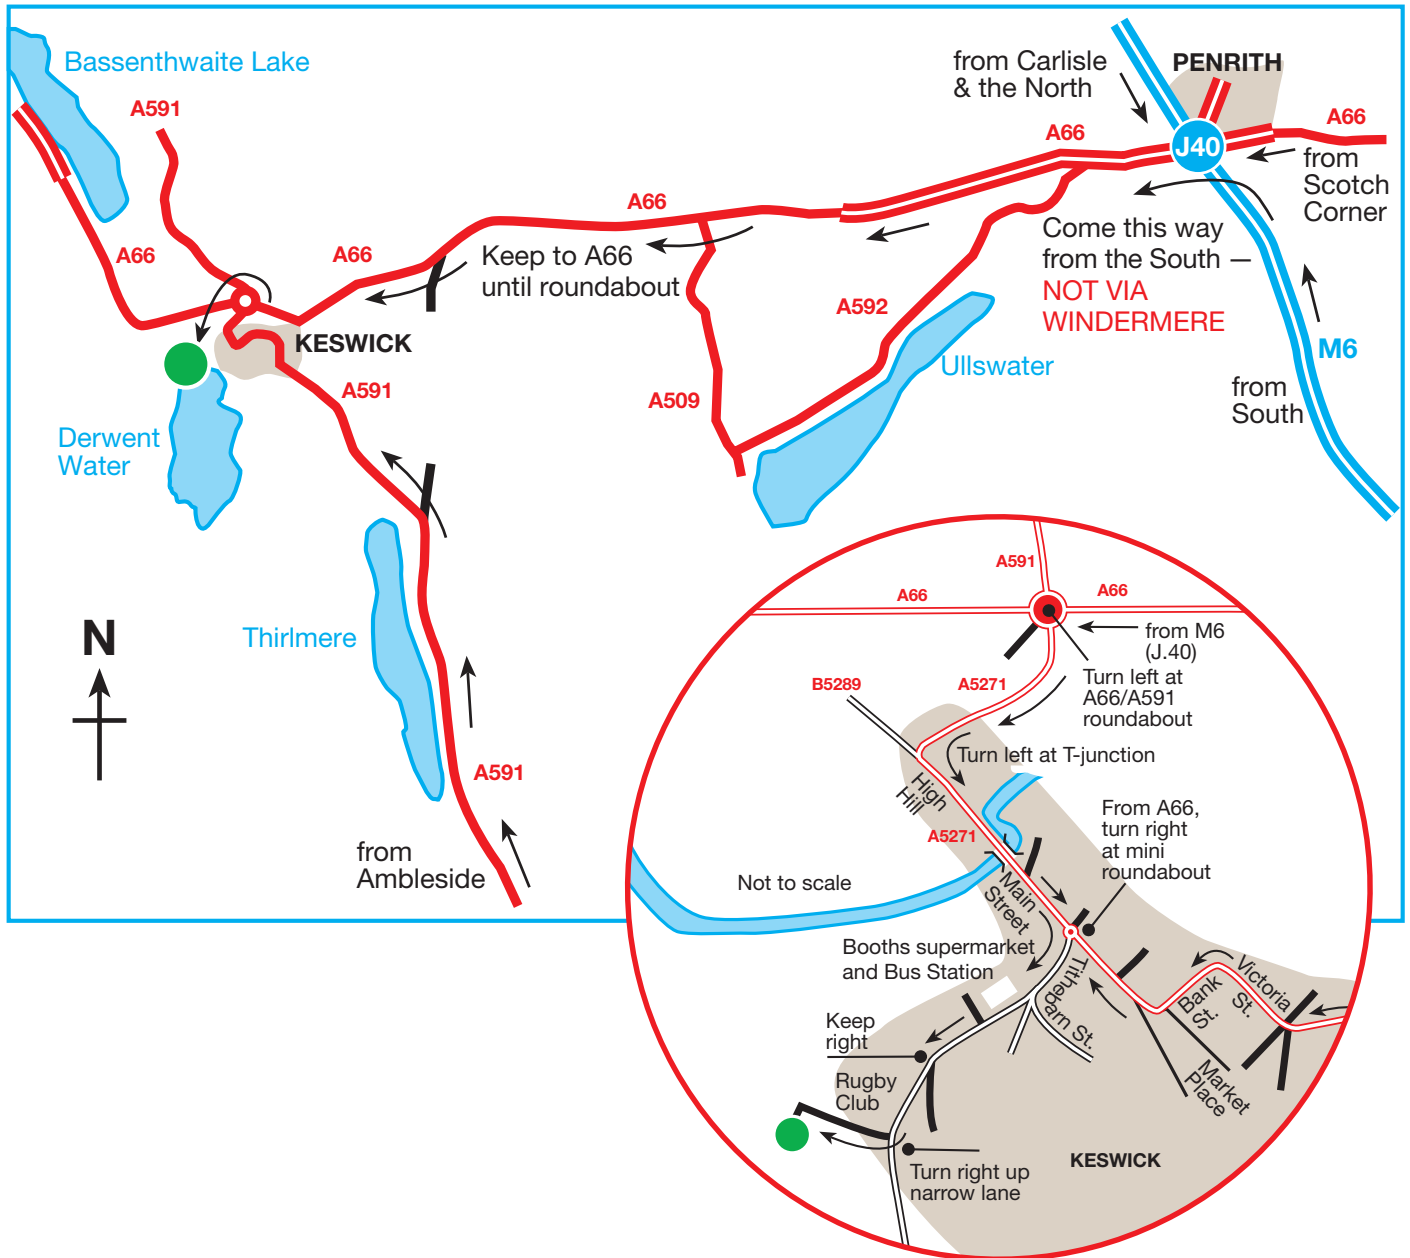 Bassenthwaite Lake
A591
from Carlisle
& the North
PENRITH
A66
A66
J40
from
Scotch
Corner
A66
A66
A66
Keep to A66
until roundabout
Come this way
from the South —
NOT VIA
WINDERMERE
A592
KESWICK
M6
Ullswater
from
South
A591
A509
Derwent
Water
N
Thirlmere
A591
from
Ambleside
A591
A66
A66
from M6
(J.40)
B5289
A5271
Turn left at
A66/A591
roundabout
Turn left at T-junction
High
Hill
From A66,
turn right
at mini
roundabout
A5271
Not to scale
Main
Street
Booths supermarket
and Bus Station
Tithebarn St.
Victoria
St.
Bank
St.
Keep
right
Market
Place
Rugby
Club
KESWICK
Turn right up
narrow lane